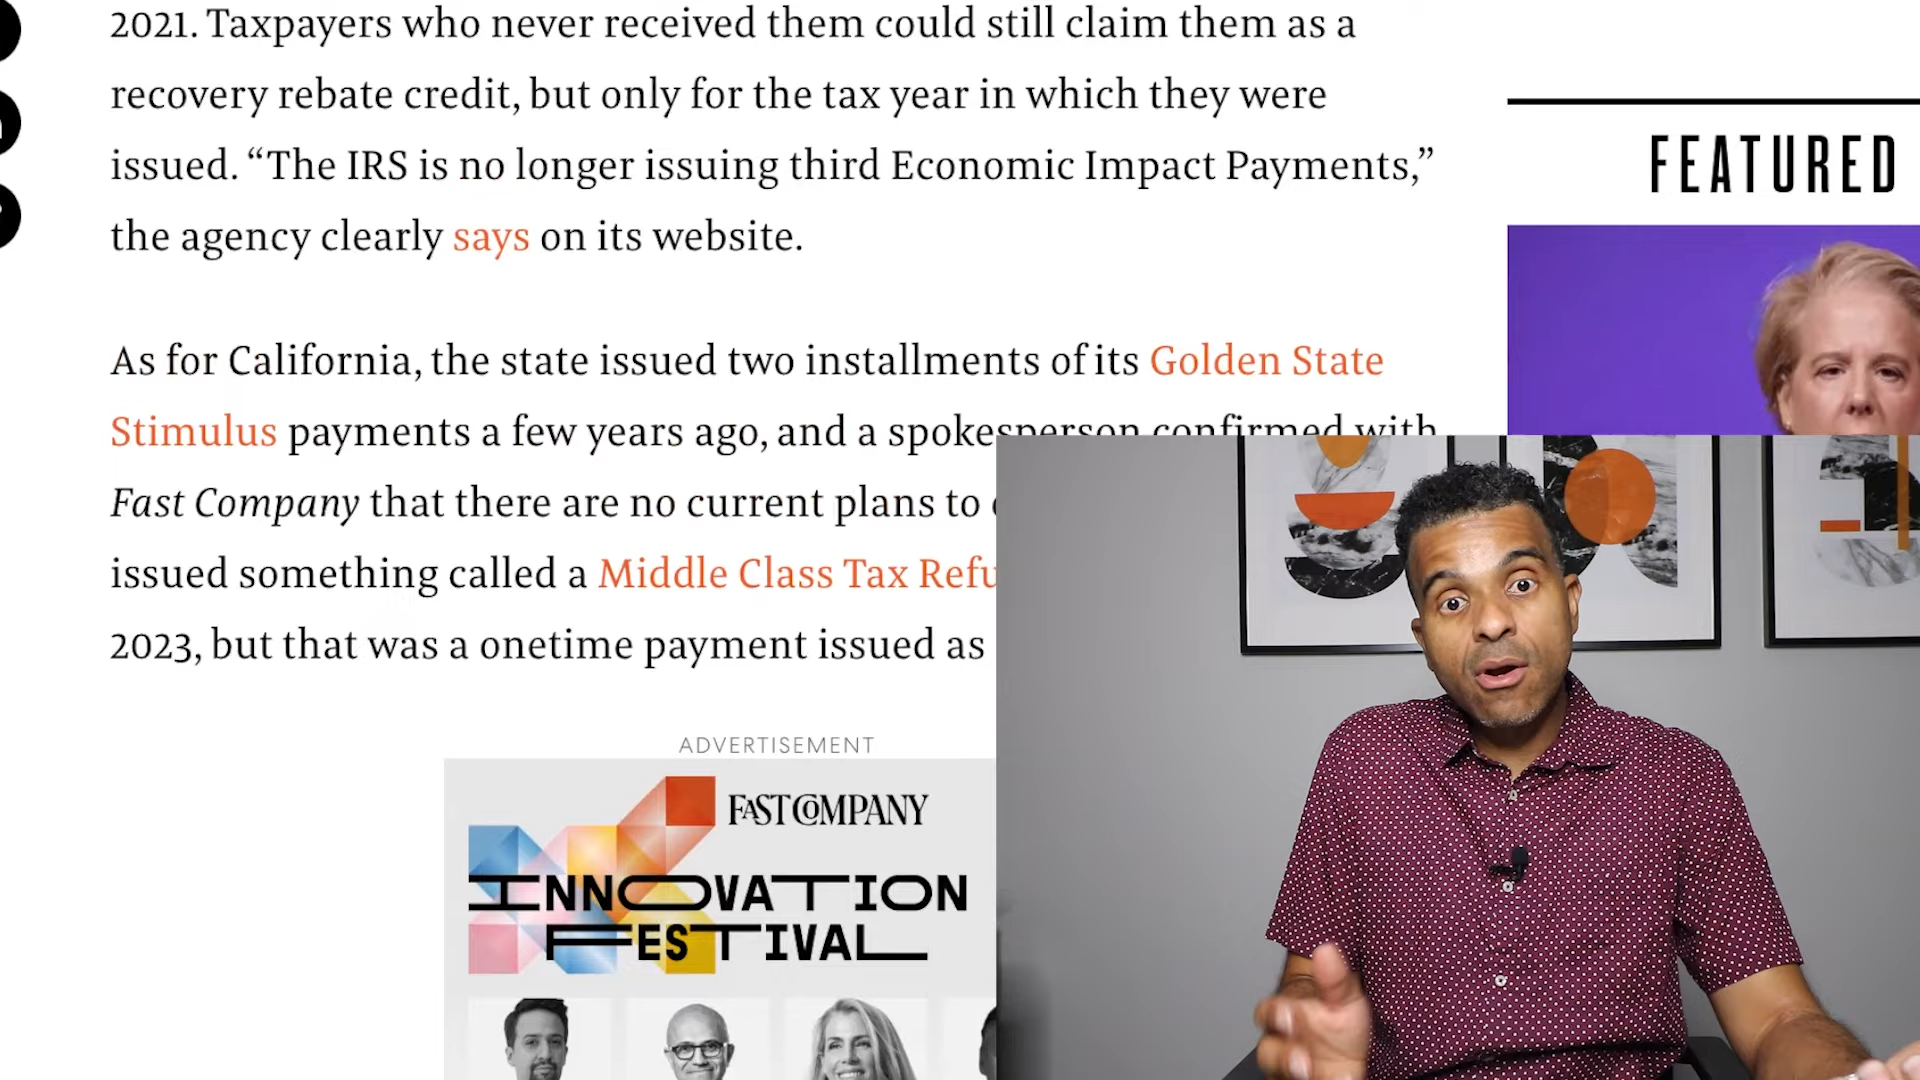 2021. Taxpayers who never received them could still claim them as a
recovery rebate credit, but only for the tax year in which they were
issued. “The IRS is no longer issuing third Economic Impact Payments,”
the agency clearly says on its website.
As for California, the state issued two installments of its Golden State
Stimulus payments a few years ago, and a spokesperson confirmed with
Fast Company that there are no current plans to
issued something called a Middle Class Tax Refu
2023, but that was a onetime payment issued as
ADVERTISEMENT
FAST COMPANY
INNOVATION
FESTIVAL
FEATURED